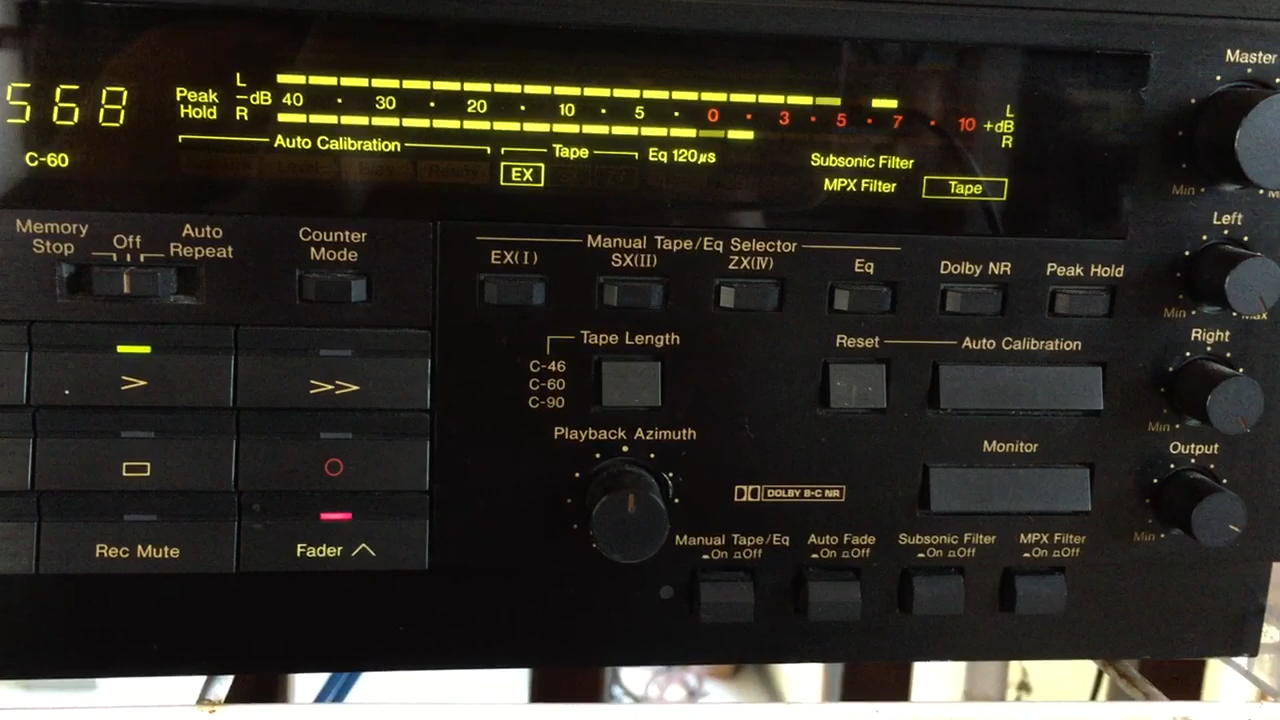 Master
568
Peak Hold
L
—dB 40 · 30 · 20 · 10 · 5 · 0 · 3 · 5 · 7 · 10 +dB
R
L
R
C-60
Auto Calibration
Tape
Eq 120µs
EX
Subsonic Filter
MPX Filter
Tape
Min
Memory Stop
Off
Auto Repeat
Counter Mode
Manual Tape/Eq Selector
EX(I)
SX(II)
ZX(IV)
Eq
Dolby NR
Peak Hold
Left
Min
Max
Tape Length
C-46
C-60
C-90
Reset
Auto Calibration
Right
Min
Playback Azimuth
Monitor
Output
Min
DOLBY B-C NR
Rec Mute
Fader
Manual Tape/Eq
On Off
Auto Fade
On Off
Subsonic Filter
On Off
MPX Filter
On Off